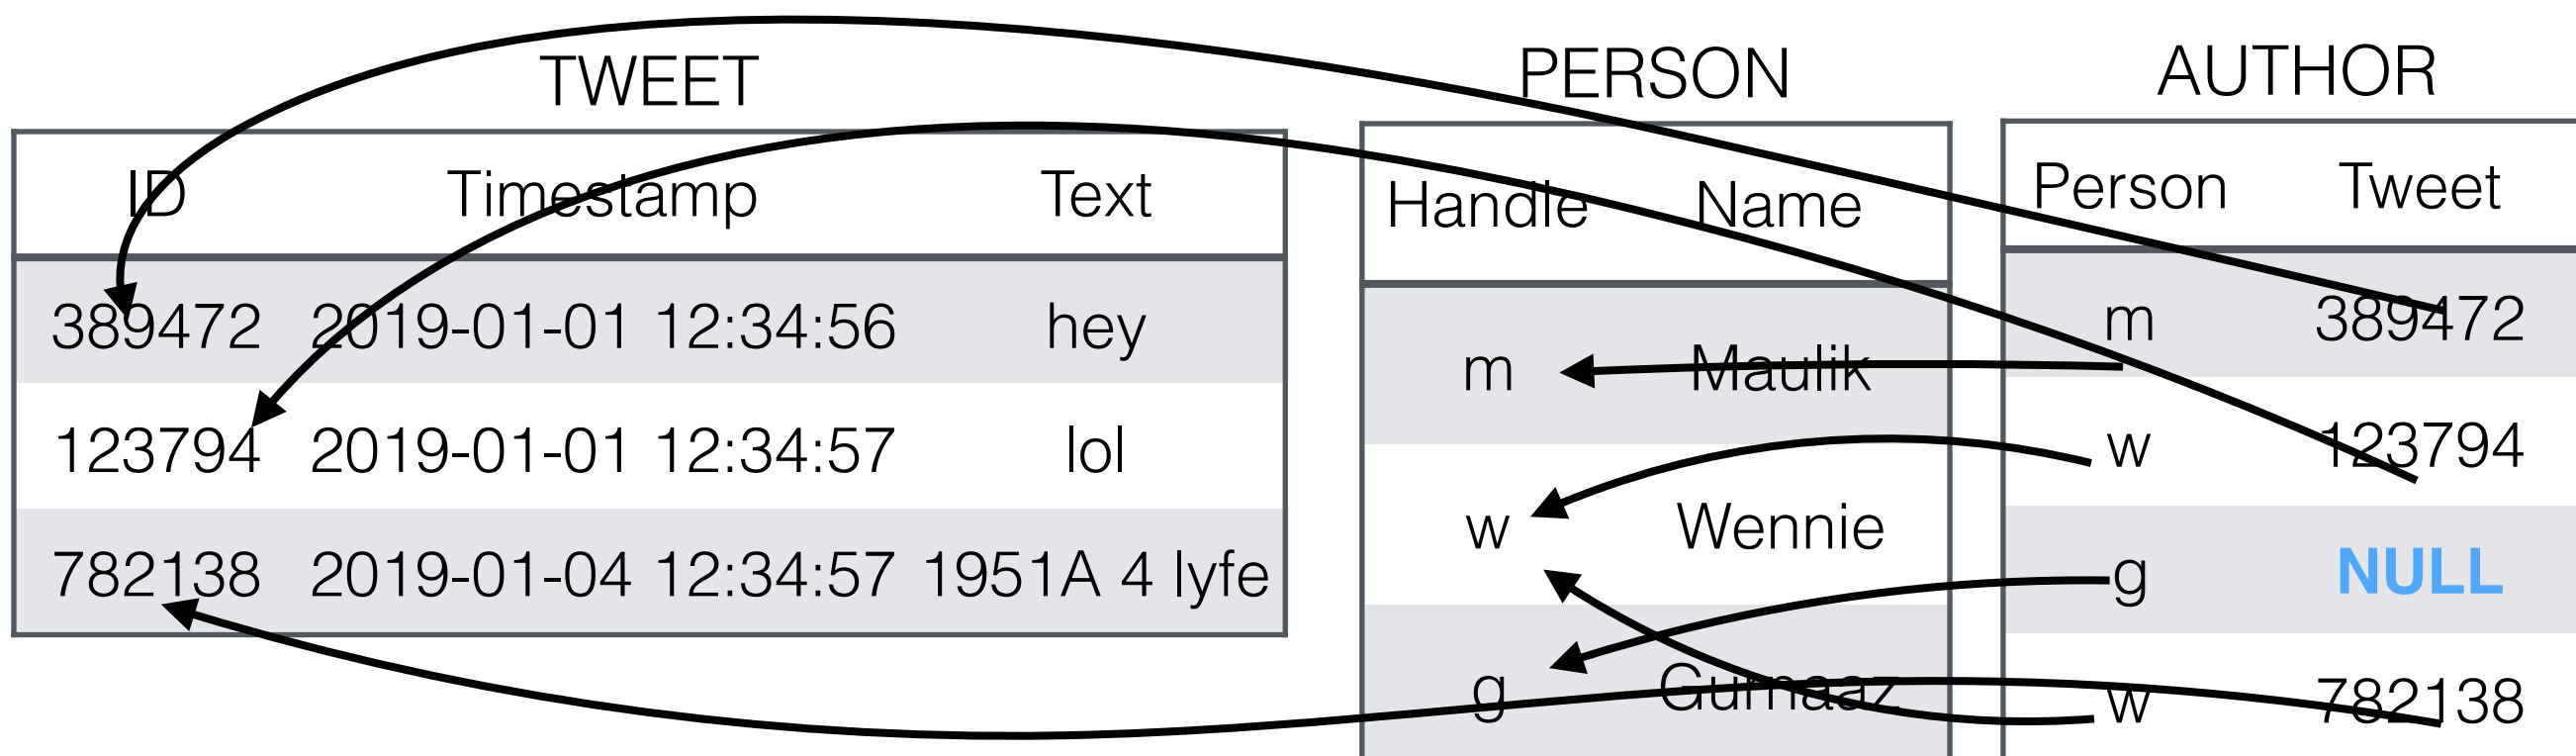 TWEET
ID Timestamp Text
389472 2019-01-01 12:34:56 hey
123794 2019-01-01 12:34:57 lol
782138 2019-01-04 12:34:57 1951A 4 lyfe
PERSON
Handle Name
m Maulik
w Wennie
g Gurnaaz
AUTHOR
Person Tweet
m 389472
w 123794
g NULL
w 782138